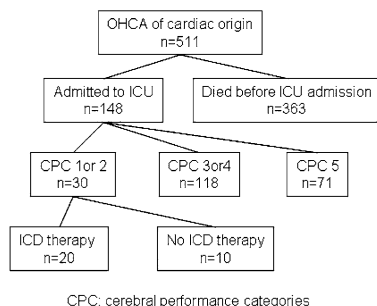 OHCA of cardiac origin
n=511
Admitted to ICU
n=148
Died before ICU admission
n=363
CPC 1or 2
n=30
CPC 3or4
n=118
CPC 5
n=71
ICD therapy
n=20
No ICD therapy
n=10
CPC: cerebral performance categories